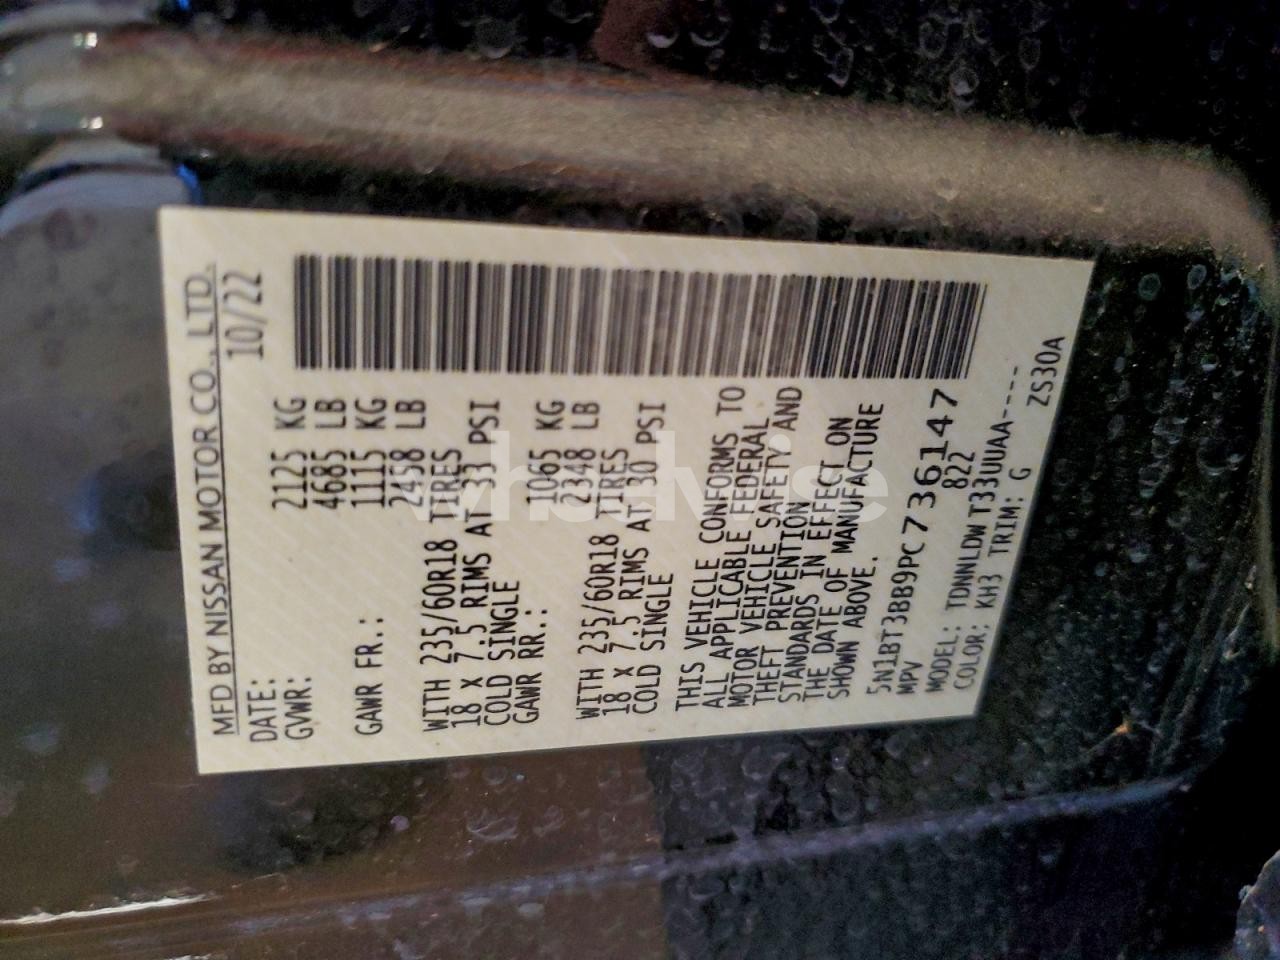 MFD BY NISSAN MOTOR CO., LTD.
DATE: 10/22
GVWR: 2125 KG
4685 LB
GAWR FR.: 1115 KG
2458 LB
WITH 235/60R18 TIRES
18 X 7.5 RIMS AT 33 PSI
COLD SINGLE
GAWR RR.: 1065 KG
2348 LB
WITH 235/60R18 TIRES
18 X 7.5 RIMS AT 30 PSI
COLD SINGLE
THIS VEHICLE CONFORMS TO
ALL APPLICABLE FEDERAL
MOTOR VEHICLE SAFETY AND
THEFT PREVENTION
STANDARDS IN EFFECT ON
THE DATE OF MANUFACTURE
SHOWN ABOVE.
5N1BT3BB9PC736147
MPV 822
MODEL: TDNNLDWT33UUAA-----
COLOR: KH3 TRIM: G ZS30A
wheelwise